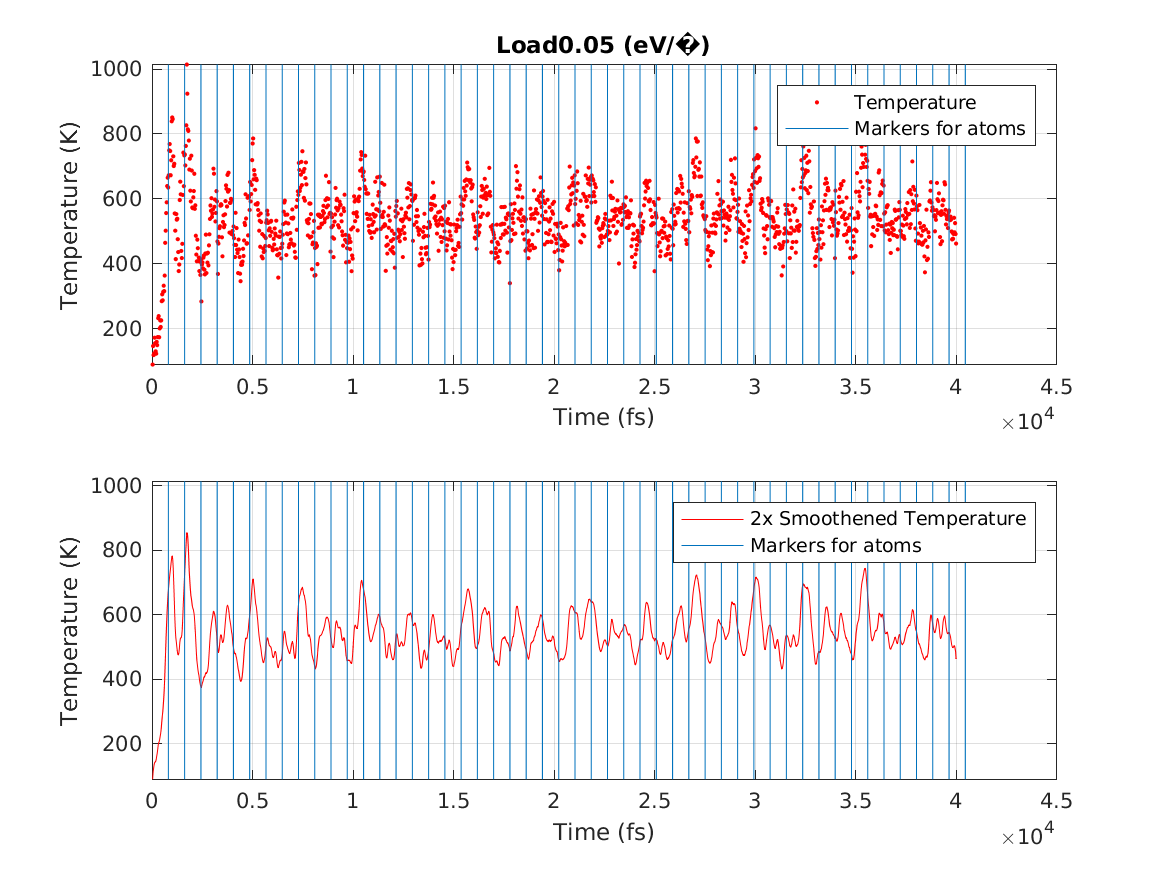 Load0.05 (eV/�)
Temperature (K)
1000
800
600
400
200
Temperature
Markers for atoms
0 0.5 1 1.5 2 2.5 3 3.5 4 4.5
Time (fs)
×10^4
Temperature (K)
1000
800
600
400
200
2x Smoothened Temperature
Markers for atoms
0 0.5 1 1.5 2 2.5 3 3.5 4 4.5
Time (fs)
×10^4